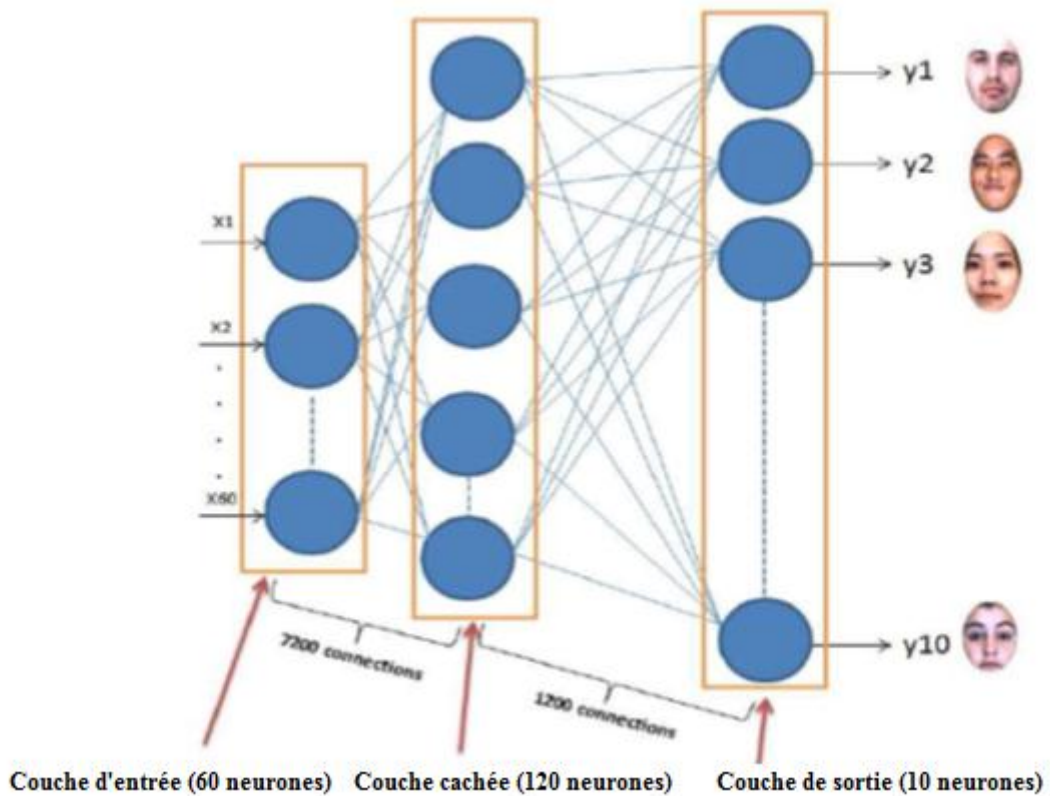 y1
y2
y3
X1
X2
X60
y10
7200 connections
1200 connections
Couche d'entrée (60 neurones)
Couche cachée (120 neurones)
Couche de sortie (10 neurones)